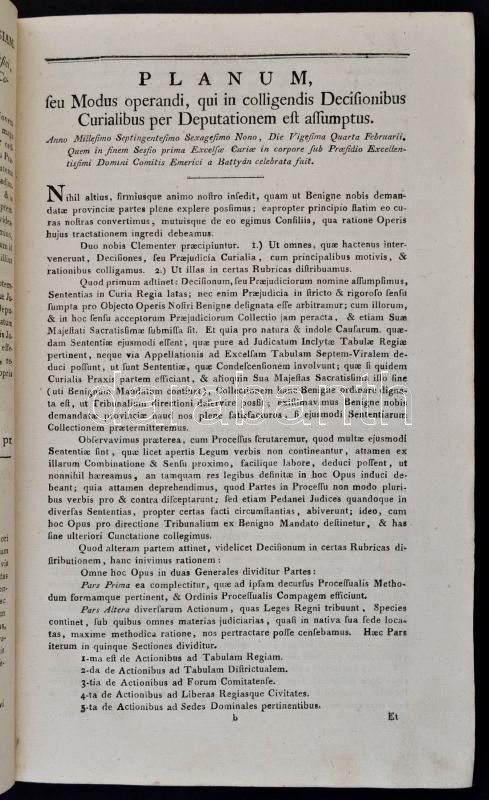 PLANUM,
ſeu Modus operandi, qui in colligendis Deciſionibus
Curialibus per Deputationem eſt aſſumptus.
Anno Milleſimo Septingenteſimo Sexageſimo Nono, Die Vigeſima Quarta Februarii,
Quem in finem Seſſio prima Excelſæ Curiæ in corpore ſub Præſidio Excellen-
tiſſimi Domini Comitis Emerici a Battyán celebrata fuit.
Nihil altius, firmiusque animo noſtro inſedit, quam ut Benigne nobis deman-
datæ provinciæ partes plene explere poſſimus; eapropter principio ſtatim eo cu-
ras noſtras convertimus, mutuisque de eo egimus Conſiliis, qua ratione Operis
hujus tractationem ingredi debeamus.
Duo nobis Clementer præcipiuntur. 1.) Ut omnes, quæ hactenus inter-
venerunt, Deciſiones, ſeu Præjudicia Curialia, cum principalibus motivis, &
rationibus colligamus. 2.) Ut illas in certas Rubricas diſtribuamus.
Quod primum adtinet: Deciſionum, ſeu Præjudiciorum nomine aſſumpſimus,
Sententias in Curia Regia latas; nec enim Præjudicia in ſtricto & rigoroſo ſenſu
ſumpta pro Objecto Operis Noſtri Benigne deſignata eſſe arbitramur; cum illorum,
& in hoc ſenſu acceptorum Præjudiciorum Collectio jam peracta, & etiam Suæ
Majeſtati Sacratiſſimæ ſubmiſſa ſit. Et quia pro natura & indole Cauſarum. quæ-
dam Sententiæ ejusmodi eſſent, quæ pure ad Judicatum Inclytæ Tabulæ Regiæ
pertinent, neque via Appellationis ad Excelſam Tabulam Septem-Viralem de-
duci poſſunt, ut ſunt Sententiæ, quæ Condeſcenſionem involvunt; quæ ſi quidem
Curialis Praxis partem efficiant, & alioquin Sua Majeſtas Sacratiſſima illo fine
(uti Benignum Mandatum continet), Collectionem hanc Benigne ordinare digna-
ta eſt, ut Tribunalium directioni deſervire poſſit; exiſtimavimus Benigne nobis
demandatæ provinciæ haud nos plene ſatisfacturos, ſi ejusmodi Sententiarum
Collectionem prætermitteremus.
Obſervavimus præterea, cum Proceſſus ſcrutaremur, quod multæ ejusmodi
Sententiæ ſint, quæ licet apertis Legum verbis non contineantur, attamen ex
illarum Combinatione & Senſu proximo, facilique labore, deduci poſſent, ut
nonnihil hæreamus, an tamquam res legibus definitæ in hoc Opus induci de-
beant; quia attamen deprehendimus, quod Partes in Proceſſu non modo pluri-
bus verbis pro & contra diſceptarunt; ſed etiam Pedanei Judices quandoque in
diverſas Sententias, propter certas facti circumſtantias, abiverunt; ideo, cum
hoc Opus pro directione Tribunalium ex Benigno Mandato deſtinetur, & has
ſine ulteriori Cunctatione collegimus.
Quod alteram partem attinet, videlicet Deciſionum in certas Rubricas di-
ſtributionem, hanc inivimus rationem:
Omne hoc Opus in duas Generales dividitur Partes:
Pars Prima ea complectitur, quæ ad ipſam decurſus Proceſſualis Metho-
dum formamque pertinent, & Ordinis Proceſſualis Compagem efficiunt.
Pars Altera diverſarum Actionum, quas Leges Regni tribuunt, Species
continet, ſub quibus omnes materias judiciarias, quaſi in nativa ſua ſede loca-
tas, maxime methodica ratione, nos pertractare poſſe cenſebamus. Hæc Pars
iterum in quinque Sectiones dividitur.
1-ma eſt de Actionibus ad Tabulam Regiam.
2-da de Actionibus ad Tabulam Diſtrictualem.
3-tia de Actionibus ad Forum Comitatenſe.
4-ta de Actionibus ad Liberas Regiasque Civitates.
5-ta de Actionibus ad Sedes Dominales pertinentibus.
b Et